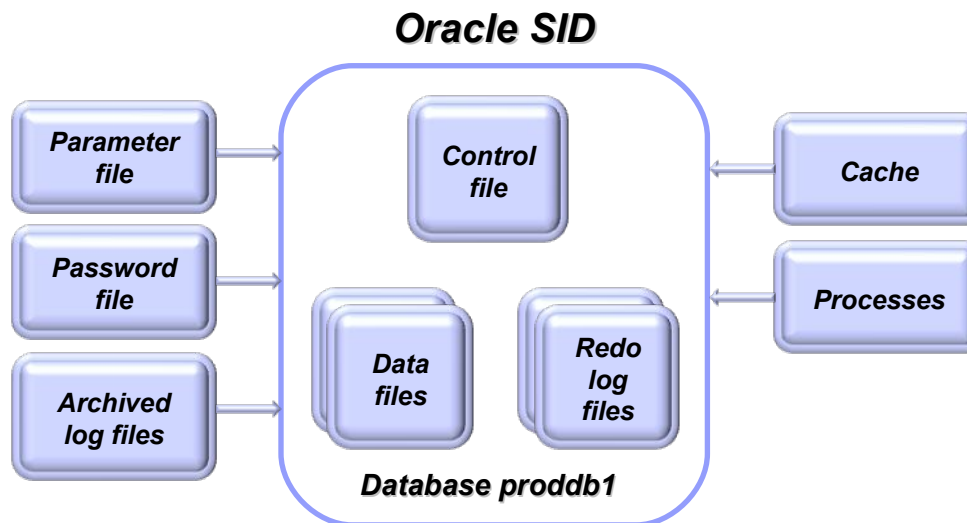 Oracle SID
Parameter
file
Password
file
Archived
log files
Control
file
Data
files
Redo
log
files
Database proddb1
Cache
Processes